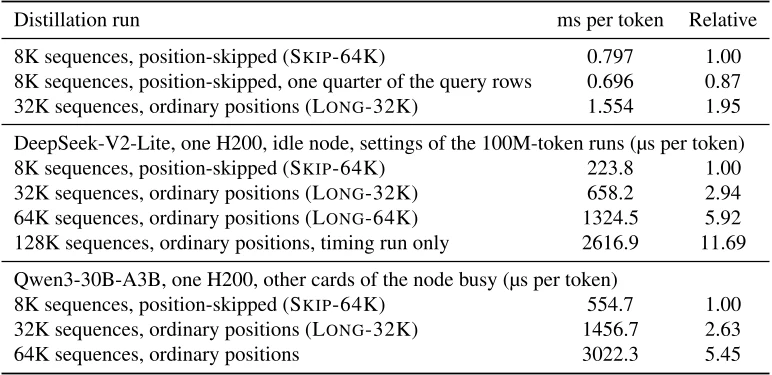 Distillation run ms per token Relative
8K sequences, position-skipped (SKIP-64K) 0.797 1.00
8K sequences, position-skipped, one quarter of the query rows 0.696 0.87
32K sequences, ordinary positions (LONG-32K) 1.554 1.95
DeepSeek-V2-Lite, one H200, idle node, settings of the 100M-token runs (µs per token)
8K sequences, position-skipped (SKIP-64K) 223.8 1.00
32K sequences, ordinary positions (LONG-32K) 658.2 2.94
64K sequences, ordinary positions (LONG-64K) 1324.5 5.92
128K sequences, ordinary positions, timing run only 2616.9 11.69
Qwen3-30B-A3B, one H200, other cards of the node busy (µs per token)
8K sequences, position-skipped (SKIP-64K) 554.7 1.00
32K sequences, ordinary positions (LONG-32K) 1456.7 2.63
64K sequences, ordinary positions 3022.3 5.45